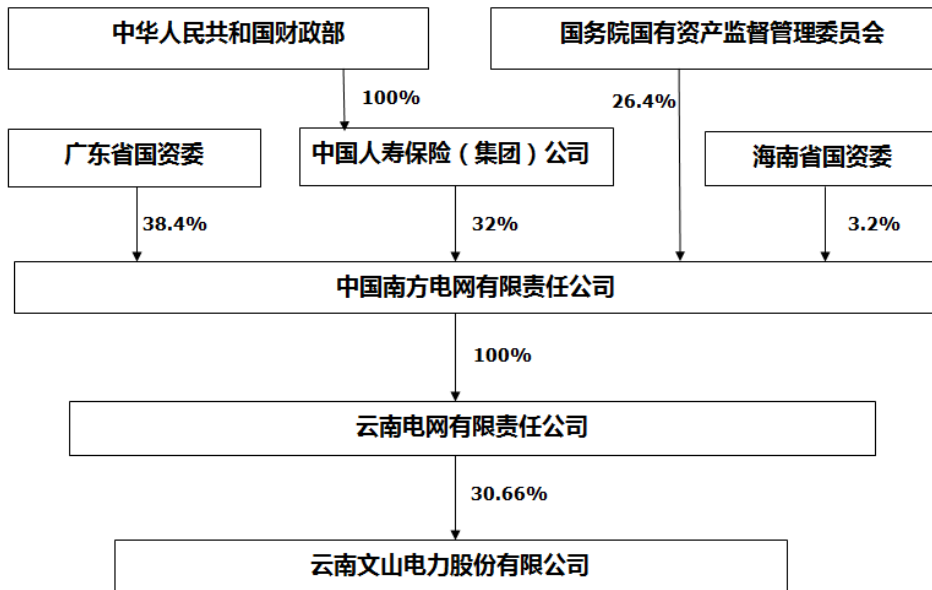 中华人民共和国财政部
国务院国有资产监督管理委员会
100%
26.4%
广东省国资委
中国人寿保险（集团）公司
海南省国资委
38.4%
32%
3.2%
中国南方电网有限责任公司
100%
云南电网有限责任公司
30.66%
云南文山电力股份有限公司